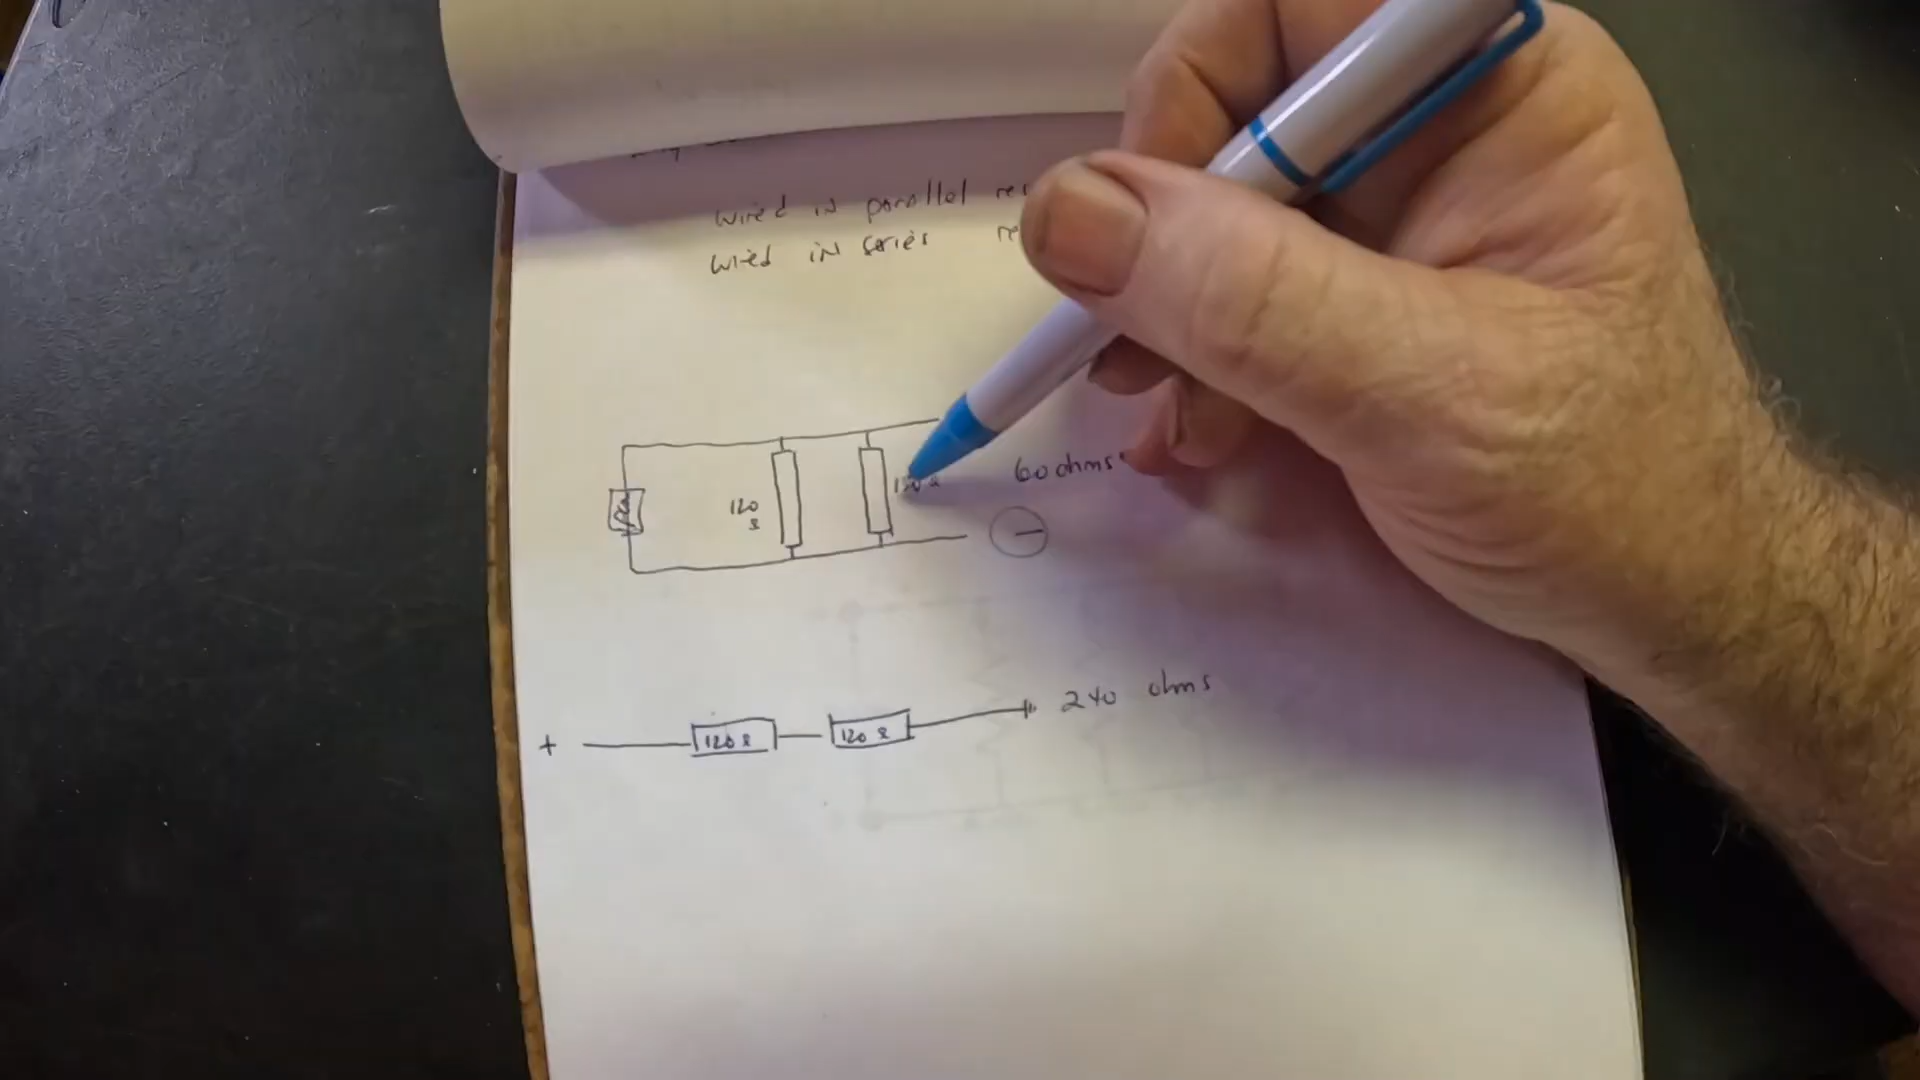 wired in parallel
wired in series
60 ohms
120
Ω
240 ohms
+
120 Ω
120 Ω